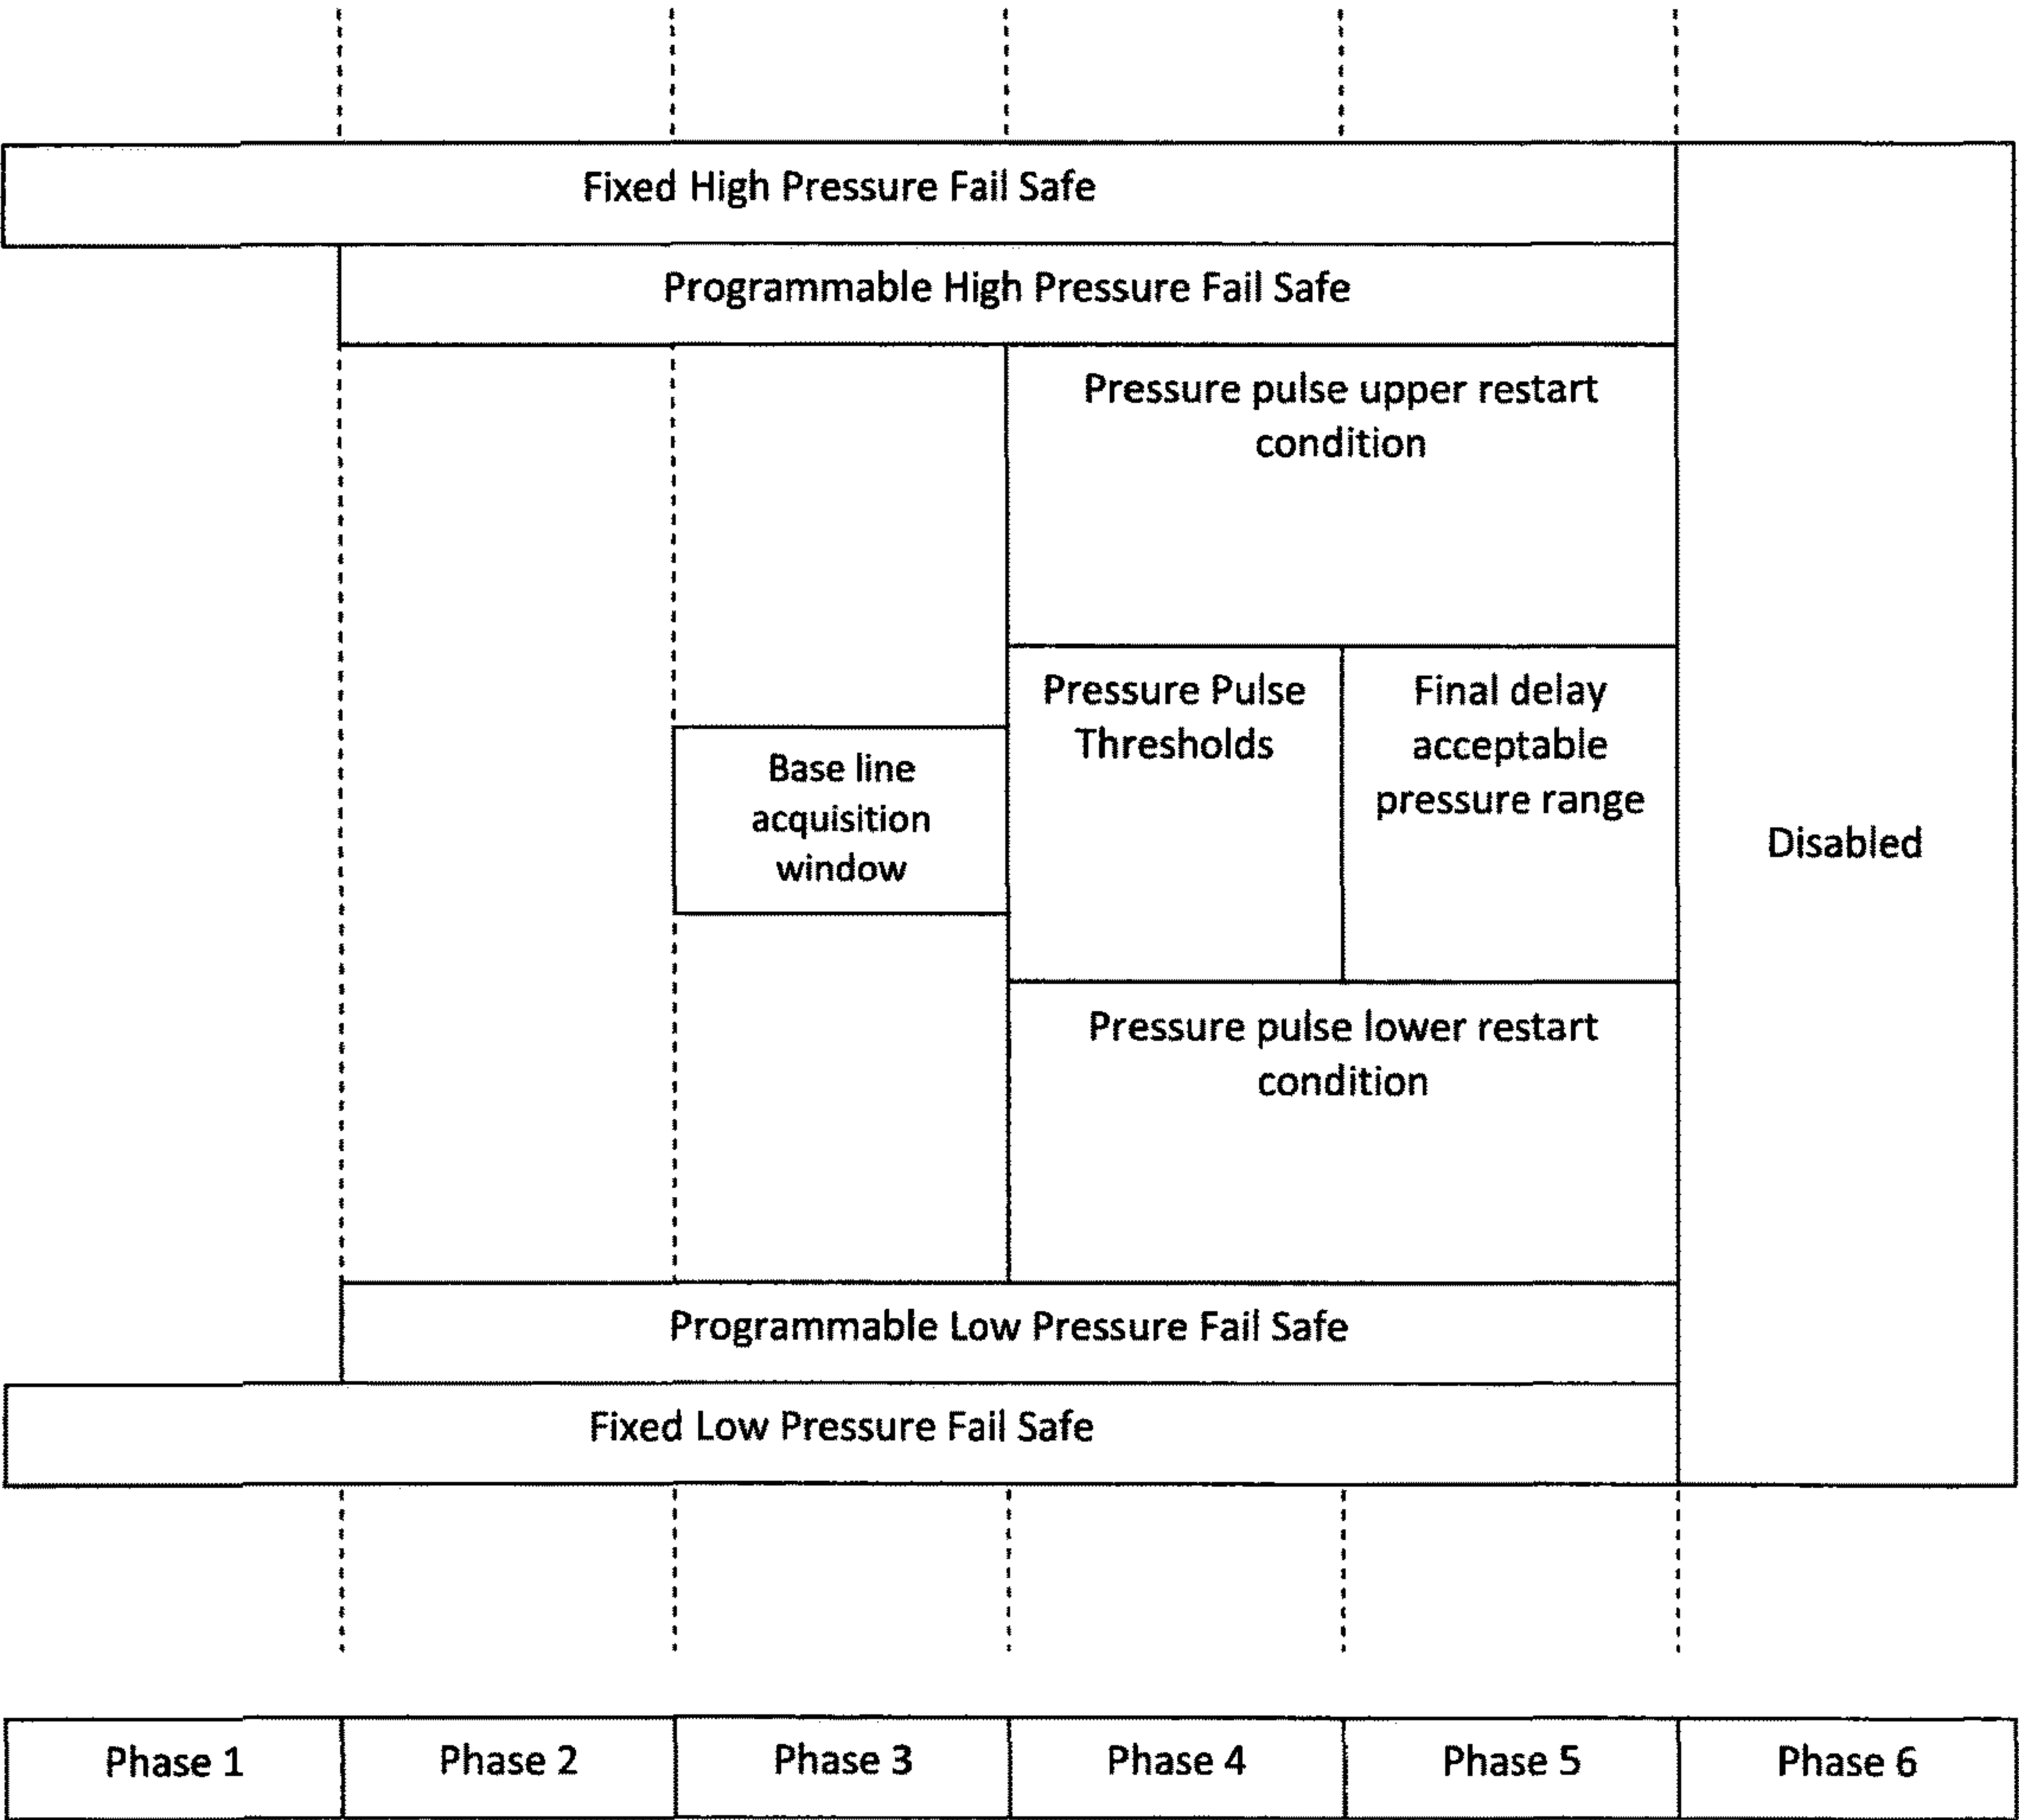 Fixed High Pressure Fail Safe
Programmable High Pressure Fail Safe
Pressure pulse upper restart
condition
Pressure Pulse
Thresholds
Final delay
acceptable
pressure range
Base line
acquisition
window
Disabled
Pressure pulse lower restart
condition
Programmable Low Pressure Fail Safe
Fixed Low Pressure Fail Safe
Phase 1
Phase 2
Phase 3
Phase 4
Phase 5
Phase 6